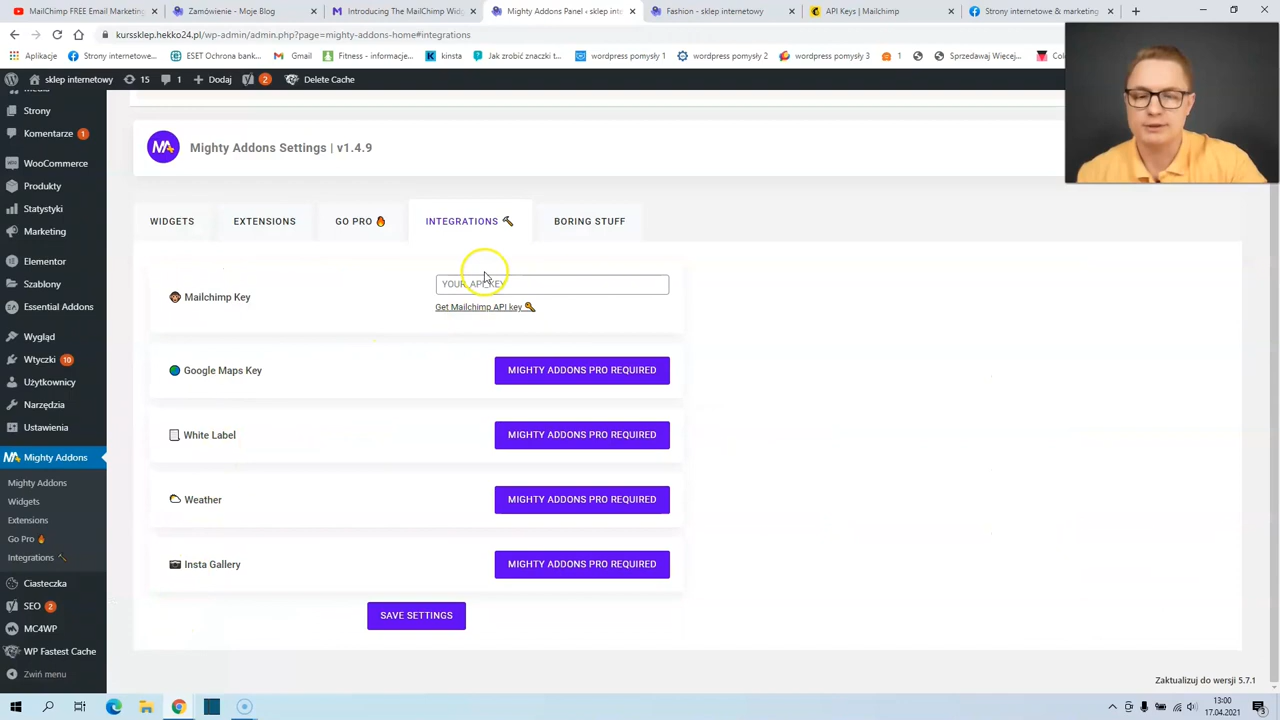 MailChimp FREE Email Marketing
Zamówienie - Moje Blog
Introducing The MailChimp Widg
Mighty Addons Panel ‹ sklep inte
Fashion - sklep internetowy
API Keys | Mailchimp
Strony internetowe & marketing
kurssklep.hekko24.pl/wp-admin/admin.php?page=mighty-addons-home#integrations
Aplikacje
Strony internetowe...
ESET Ochrona bank...
Gmail
Fitness - informacje...
kinsta
Jak zrobić znaczki t...
wordpress pomysły 1
wordpress pomysły 2
wordpress pomysły 3
1
Sprzedawaj Więcej...
sklep internetowy
15
1
Dodaj
2
Delete Cache
Strony
Komentarze 1
WooCommerce
Produkty
Statystyki
Marketing
Elementor
Szablony
Essential Addons
Wygląd
Wtyczki 10
Użytkownicy
Narzędzia
Ustawienia
Mighty Addons
Mighty Addons
Widgets
Extensions
Go Pro
Integrations
Ciasteczka
SEO 2
MC4WP
WP Fastest Cache
Zwiń menu
MA
Mighty Addons Settings | v1.4.9
WIDGETS
EXTENSIONS
GO PRO
INTEGRATIONS
BORING STUFF
Mailchimp Key
YOUR API KEY
Get Mailchimp API key
Google Maps Key
MIGHTY ADDONS PRO REQUIRED
White Label
MIGHTY ADDONS PRO REQUIRED
Weather
MIGHTY ADDONS PRO REQUIRED
Insta Gallery
MIGHTY ADDONS PRO REQUIRED
SAVE SETTINGS
Zaktualizuj do wersji 5.7.1
13:00
17.04.2021
3